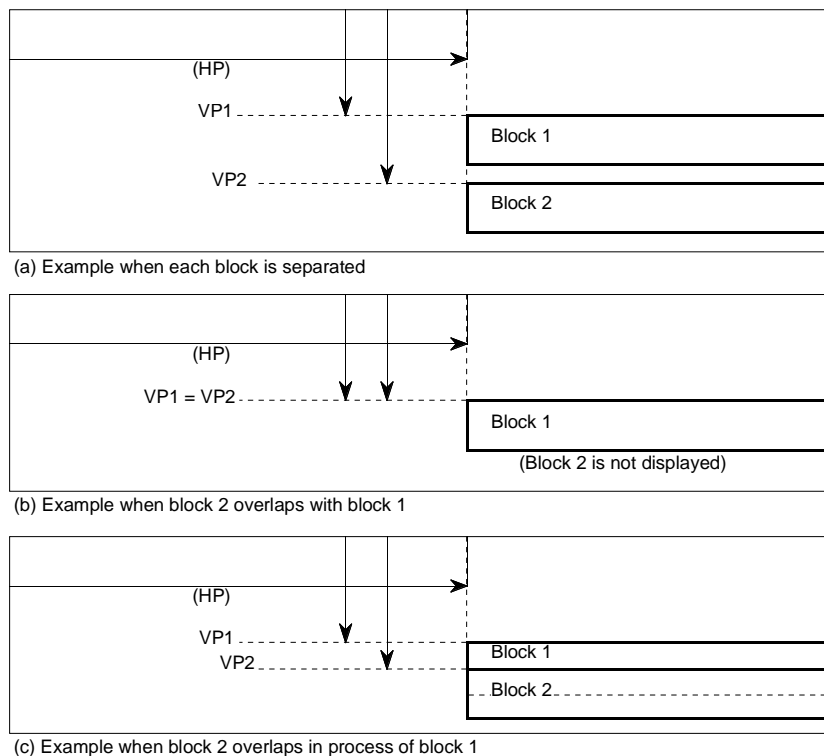 (HP)
VP1
Block 1
VP2
Block 2
(a) Example when each block is separated
(HP)
VP1 = VP2
Block 1
(Block 2 is not displayed)
(b) Example when block 2 overlaps with block 1
(HP)
VP1
Block 1
VP2
Block 2
(c) Example when block 2 overlaps in process of block 1